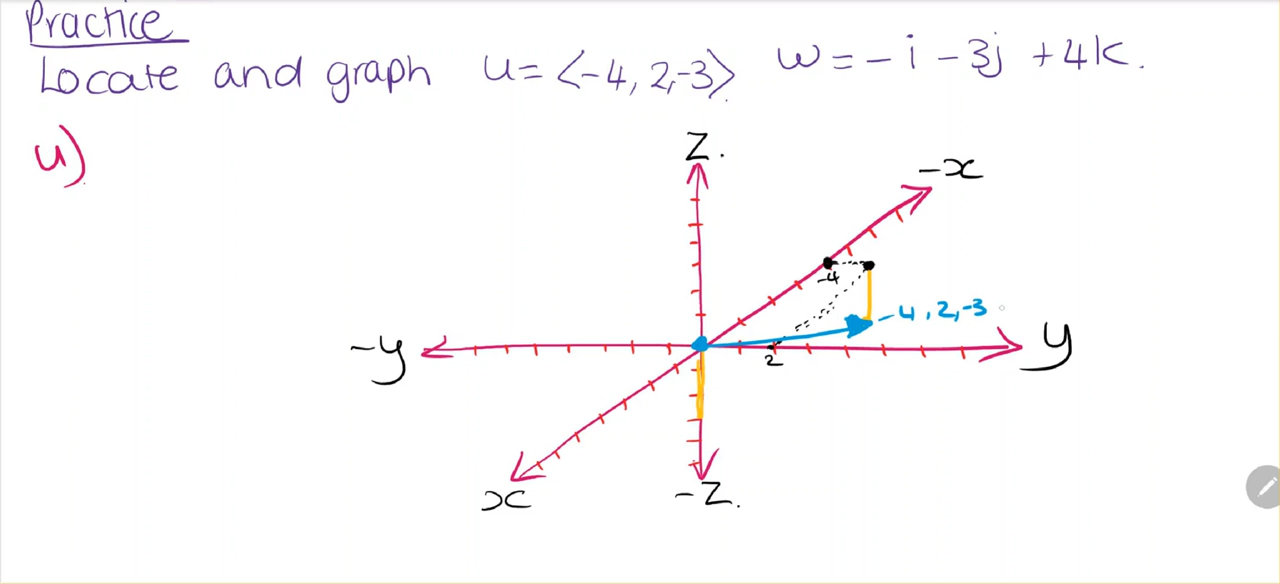 Practice
Locate and graph u = ⟨-4, 2, -3⟩ w = - i - 3j + 4k.
u)
z.
-x
-4
-4, 2, -3
-y
y
2
x
-z.